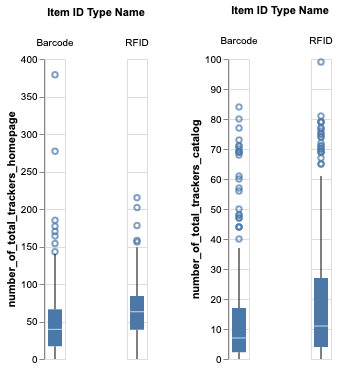 Item ID Type Name
Barcode
RFID
number_of_total_trackers_homepage
400
350
300
250
200
150
100
50
0
Item ID Type Name
Barcode
RFID
number_of_total_trackers_catalog
100
90
80
70
60
50
40
30
20
10
0